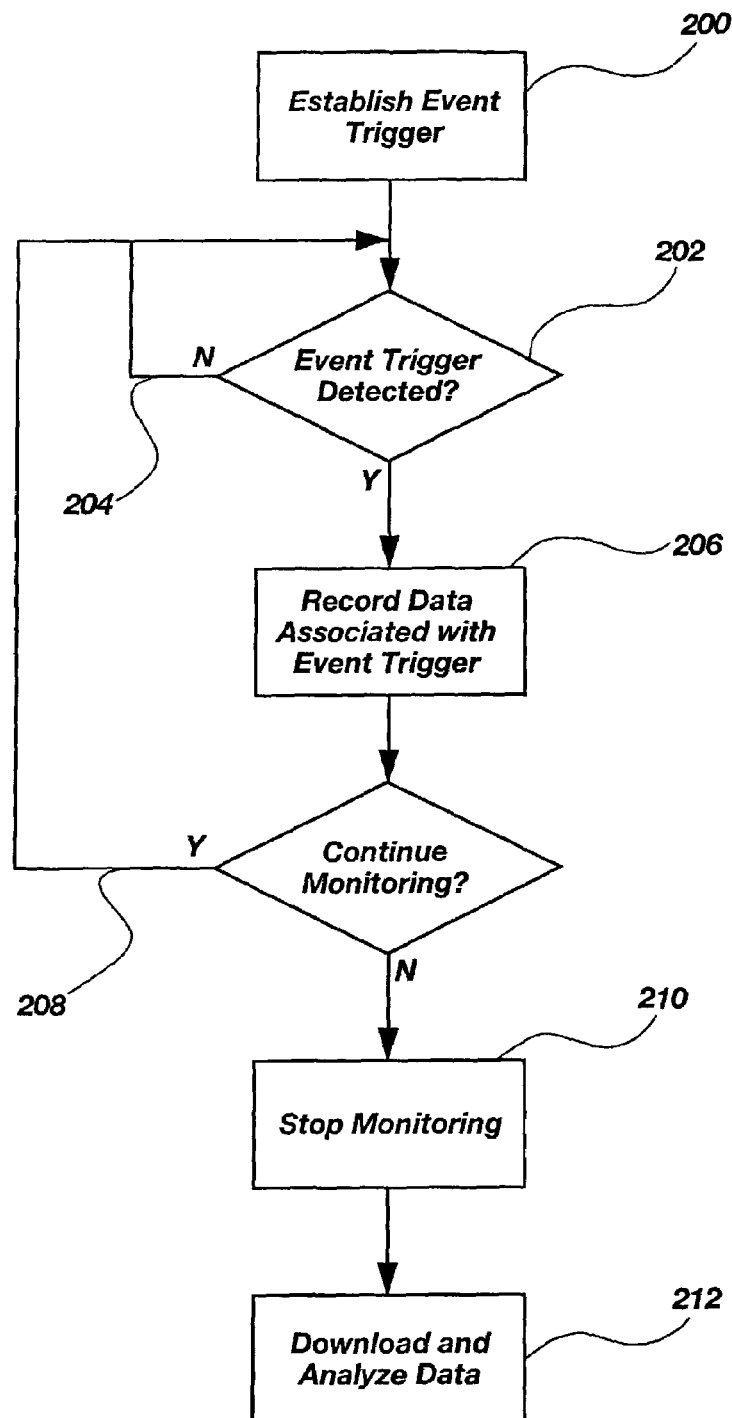 200
Establish Event
Trigger
202
Event Trigger
Detected?
N
204
Y
206
Record Data
Associated with
Event Trigger
Y
Continue
Monitoring?
N
208
210
Stop Monitoring
212
Download and
Analyze Data